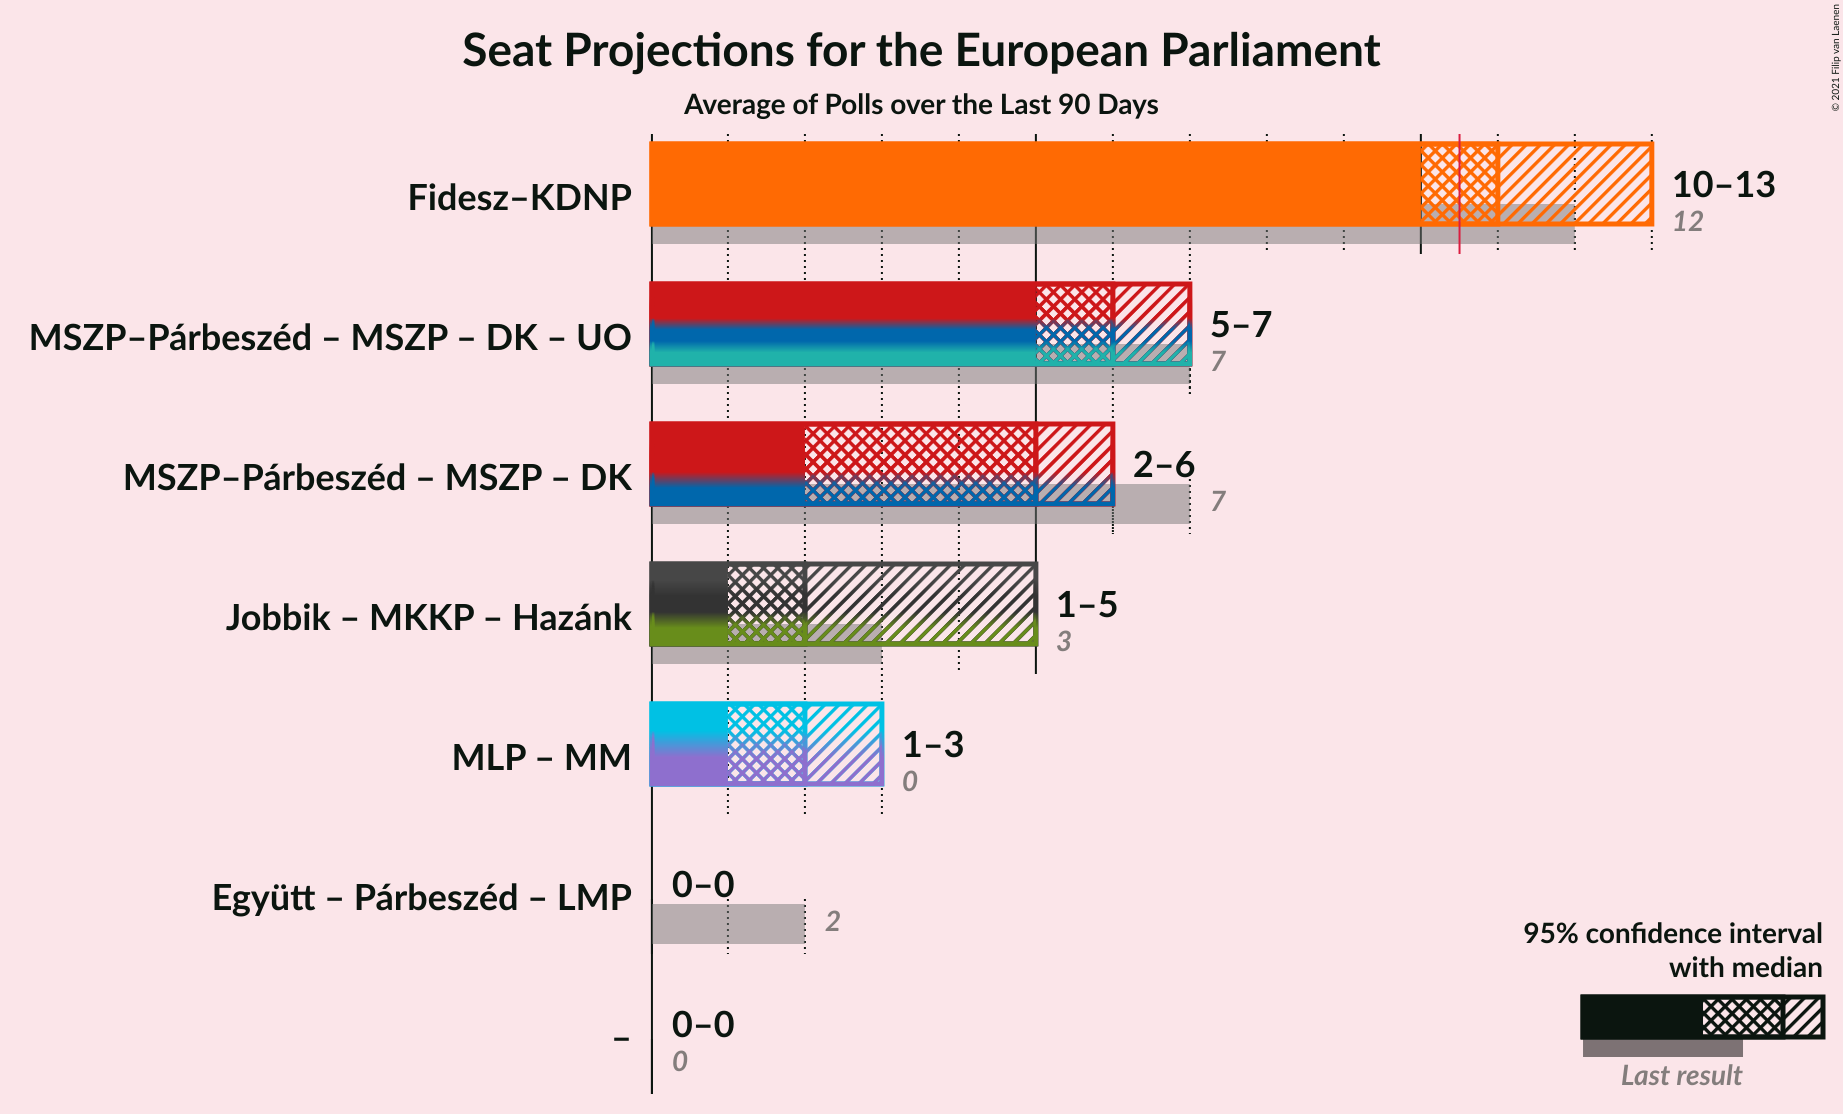 Seat Projections for the European Parliament
Average of Polls over the Last 90 Days
© 2021 Filip van Laenen
Fidesz–KDNP
10–13
12
MSZP–Párbeszéd – MSZP – DK – UO
5–7
7
MSZP–Párbeszéd – MSZP – DK
2–6
7
Jobbik – MKKP – Hazánk
1–5
3
MLP – MM
1–3
0
Együtt – Párbeszéd – LMP
0–0
2
–
0–0
0
95% confidence interval
with median
Last result